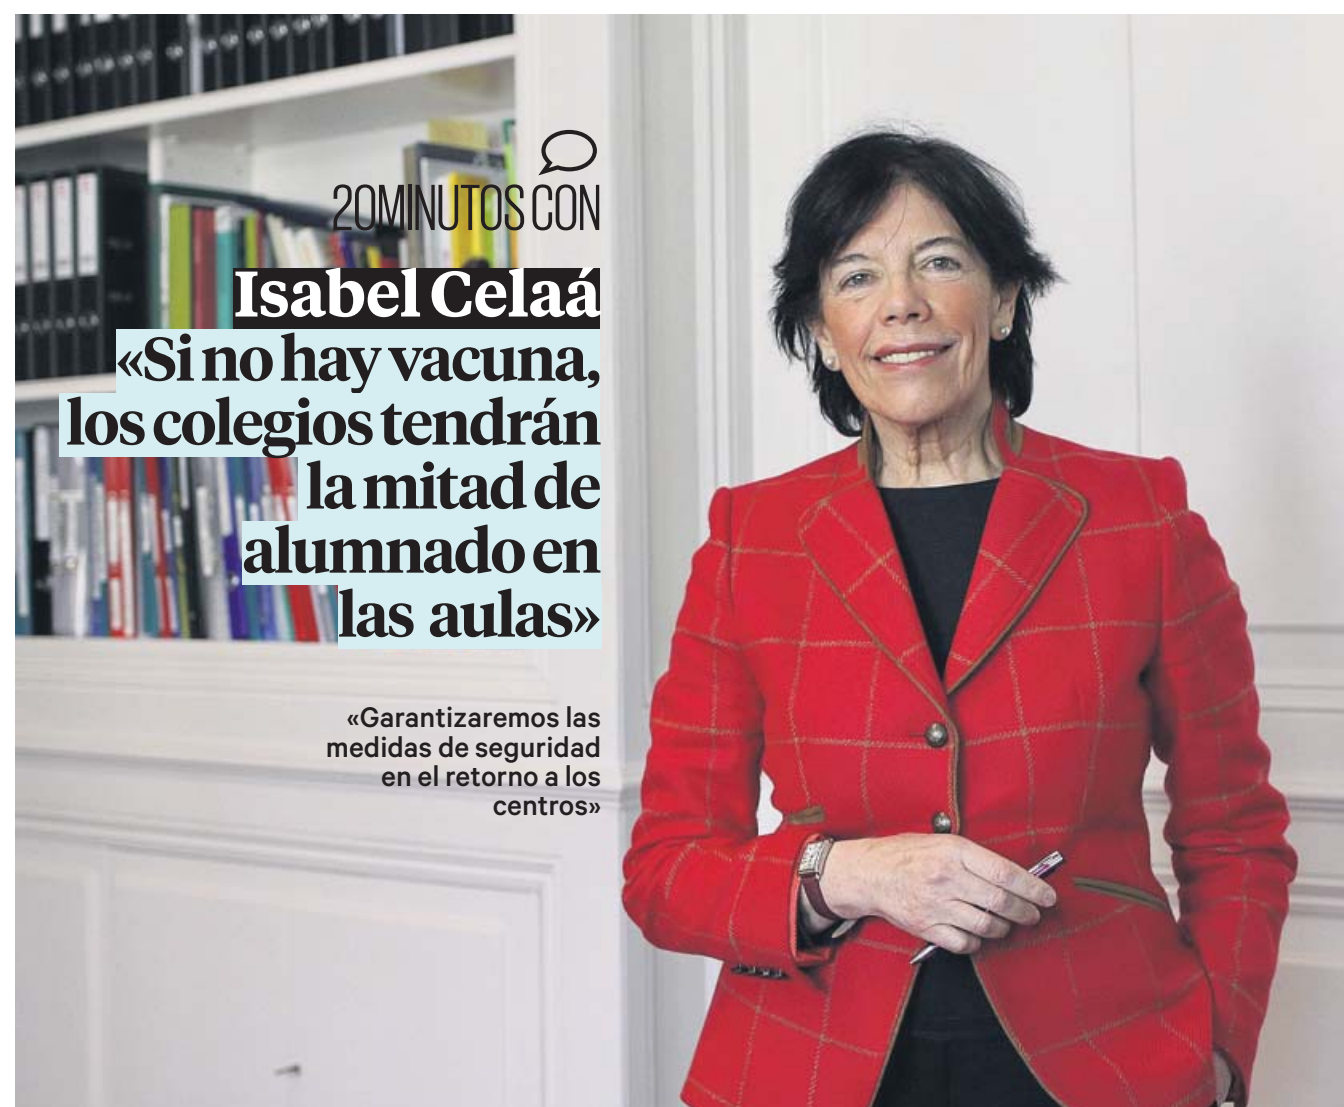 20MINUTOS CON
Isabel Celaá
«Si no hay vacuna,
los colegios tendrán
la mitad de
alumnado en
las aulas»
«Garantizaremos las
medidas de seguridad
en el retorno a los
centros»